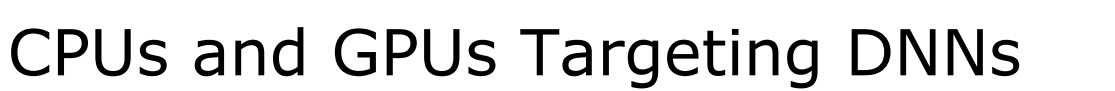 CPUs and GPUs Targeting DNNs